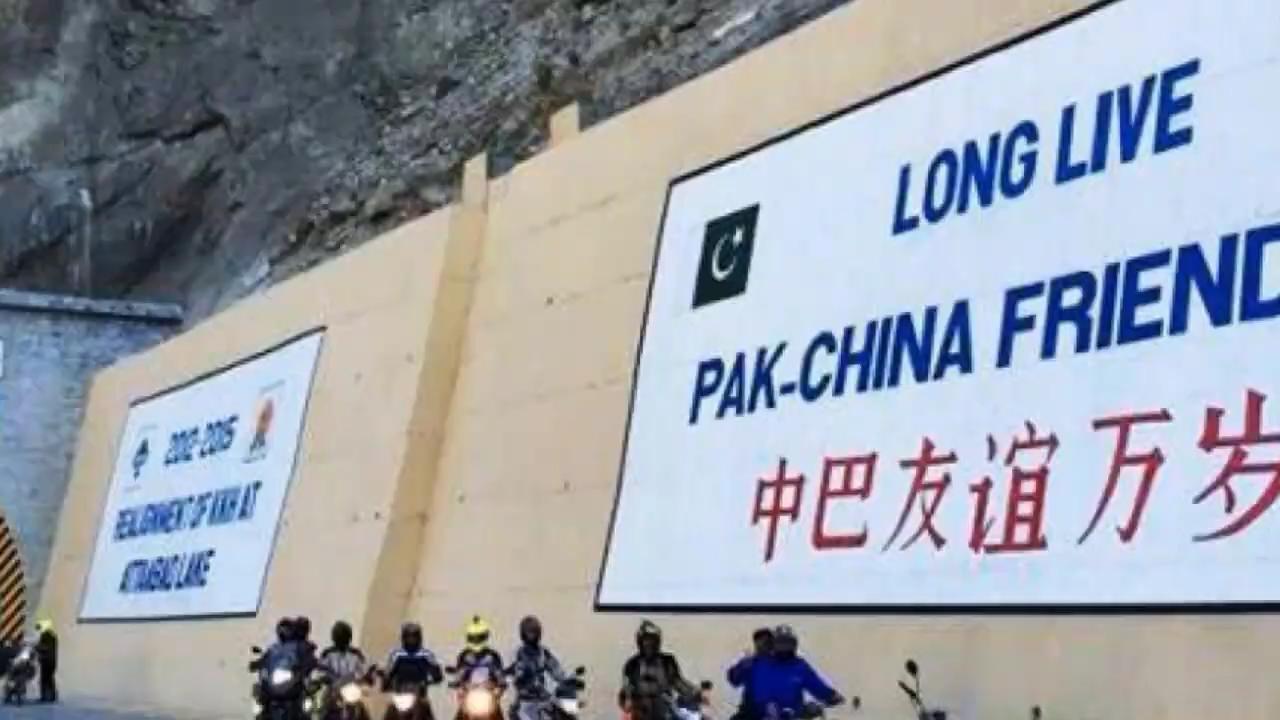 2012-2015
REALIGNMENT OF KKH AT
ATTABAD LAKE
LONG LIVE
PAK-CHINA FRIEND
中巴友谊万岁